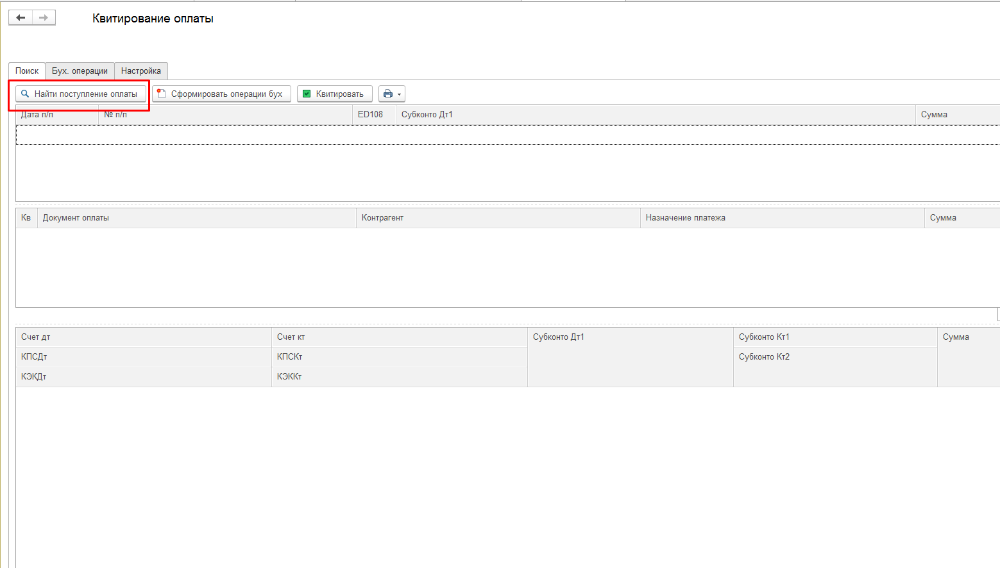 Квитирование оплаты
Поиск Бух. операции Настройка
Найти поступление оплаты Сформировать операции бух Квитировать
Дата п/п № п/п ED108 Субконто Дт1 Сумма
Кв Документ оплаты Контрагент Назначение платежа Сумма
Счет дт Счет кт Субконто Дт1 Субконто Кт1 Сумма
КПСДт КПСКт Субконто Кт2
КЭКДт КЭККт